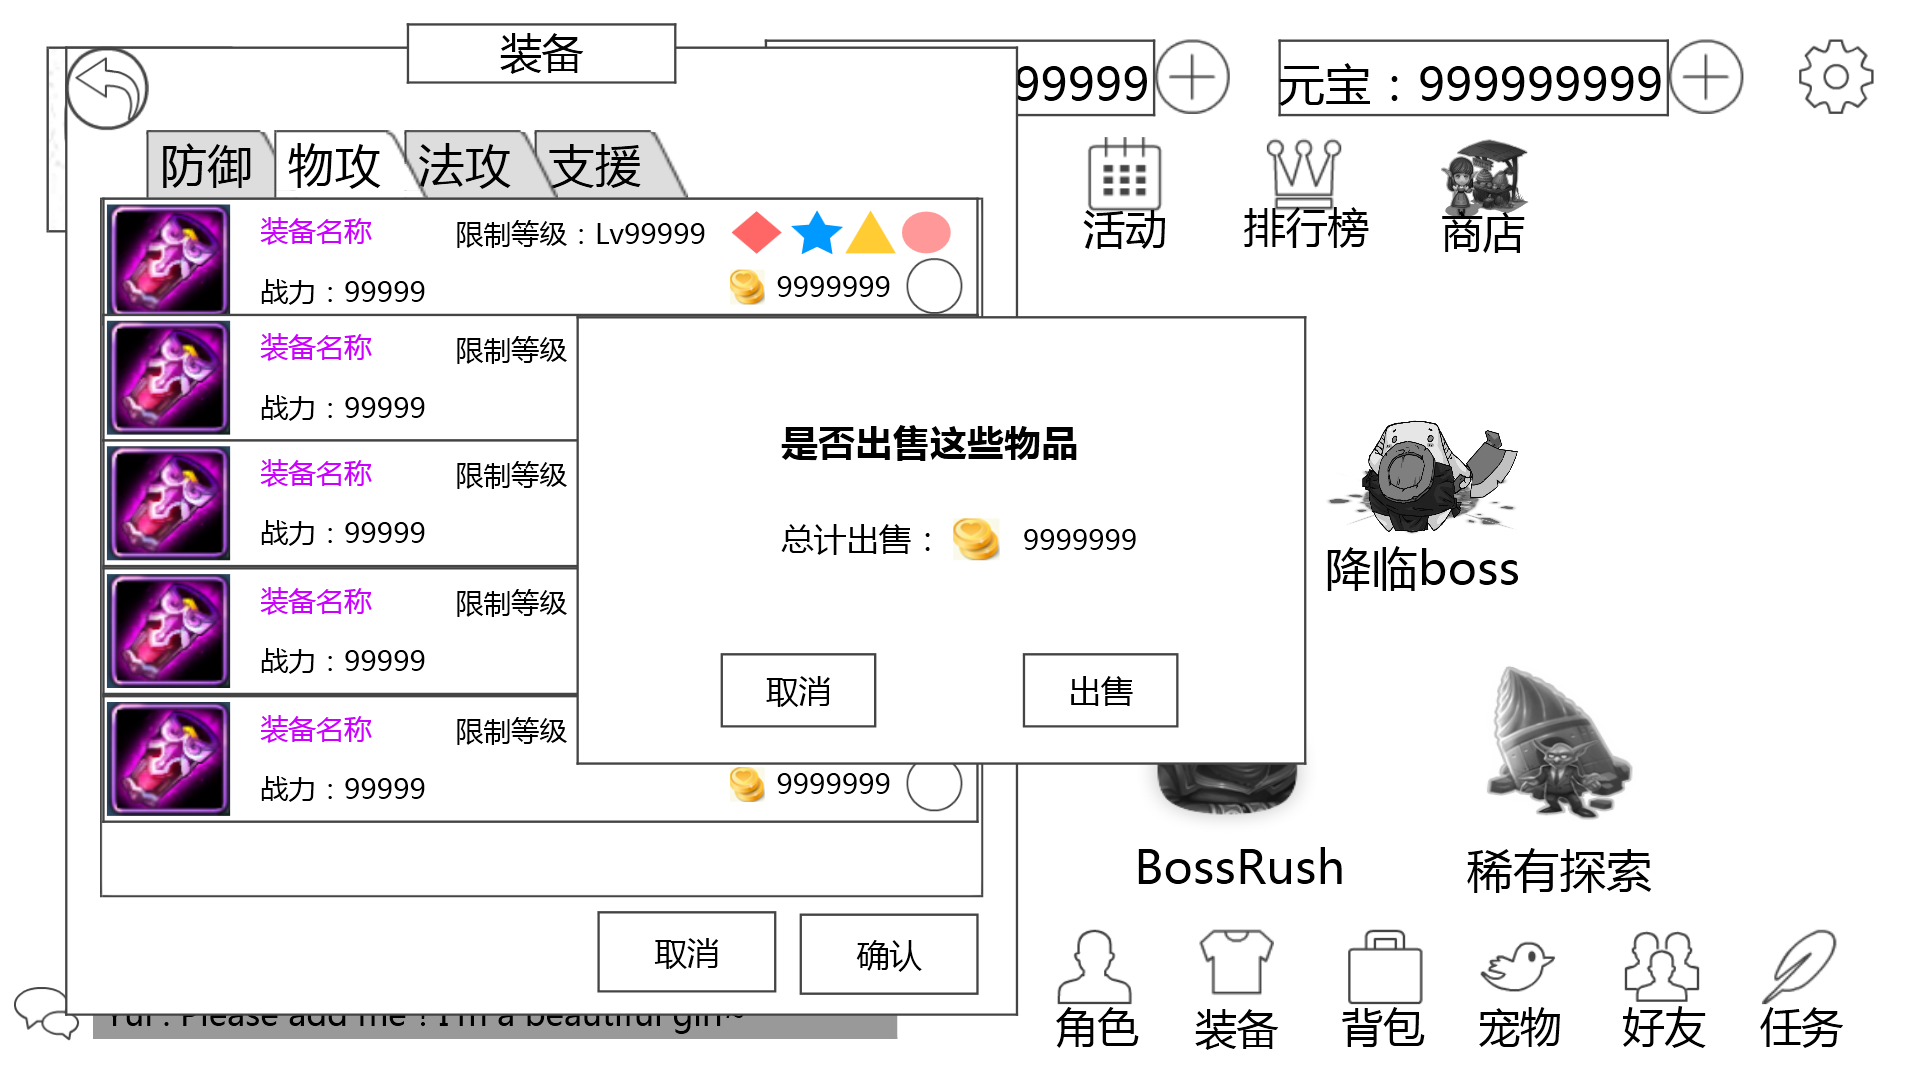 装备
99999
元宝：999999999
防御
物攻
法攻
支援
活动
排行榜
商店
装备名称
限制等级：Lv99999
战力：99999
9999999
装备名称
限制等级
战力：99999
装备名称
限制等级
战力：99999
装备名称
限制等级
战力：99999
装备名称
限制等级
战力：99999
9999999
是否出售这些物品
总计出售：
9999999
取消
出售
降临boss
BossRush
稀有探索
取消
确认
Yui : Please add me ! I'm a beautiful girl~
角色
装备
背包
宠物
好友
任务